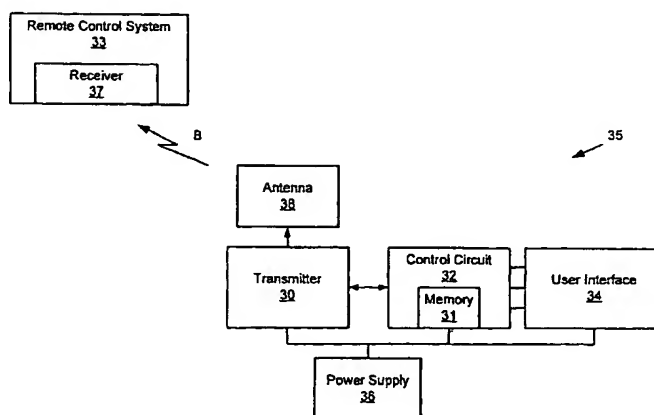 Remote Control System
33
Receiver
37
B
35
Antenna
38
Transmitter
30
Control Circuit
32
Memory
31
User Interface
34
Power Supply
36